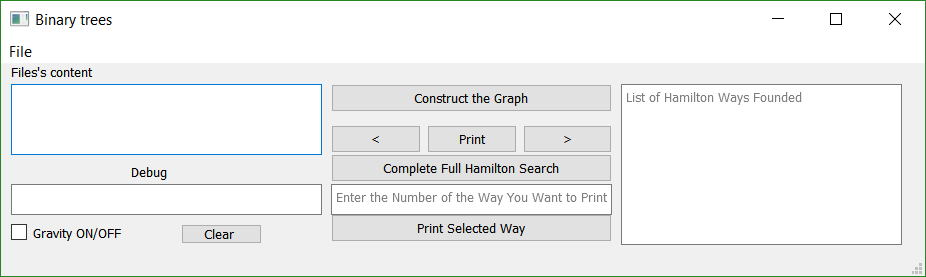 Binary trees
File
Files's content
Construct the Graph
List of Hamilton Ways Founded
< Print >
Complete Full Hamilton Search
Debug
Enter the Number of the Way You Want to Print
Gravity ON/OFF
Clear
Print Selected Way